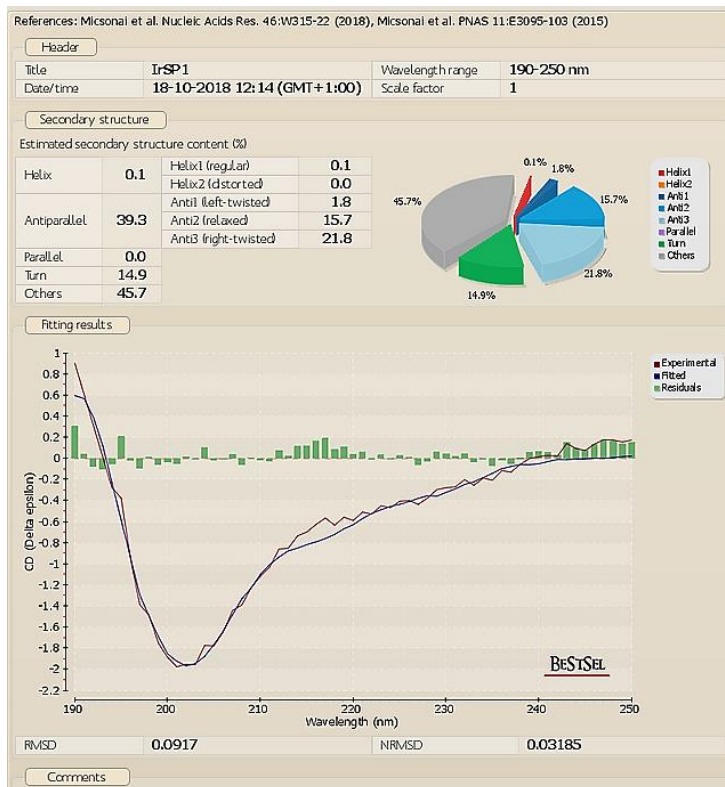 References: Micsonai et al. Nucleic Acids Res. 46:W315-22 (2018), Micsonai et al. PNAS 11:E3095-103 (2015)
Header
Title IrSP1 Wavelength range 190-250 nm
Date/time 18-10-2018 12:14 (GMT+1:00) Scale factor 1
Secondary structure
Estimated secondary structure content (%)
Helix 0.1 Helix1 (regular) 0.1
Helix2 (distorted) 0.0
Antiparallel 39.3 Anti1 (left-twisted) 1.8
Anti2 (relaxed) 15.7
Anti3 (right-twisted) 21.8
Parallel 0.0
Turn 14.9
Others 45.7
0.1%
1.8%
15.7%
21.8%
14.9%
45.7%
Helix1
Helix2
Anti1
Anti2
Anti3
Parallel
Turn
Others
Fitting results
CD (Delta epsilon)
1
0.8
0.6
0.4
0.2
0
-0.2
-0.4
-0.6
-0.8
-1
-1.2
-1.4
-1.6
-1.8
-2
-2.2
190 200 210 220 230 240 250
Wavelength (nm)
Experimental
Fitted
Residuals
BESTSEL
RMSD 0.0917 NRMSD 0.03185
Comments